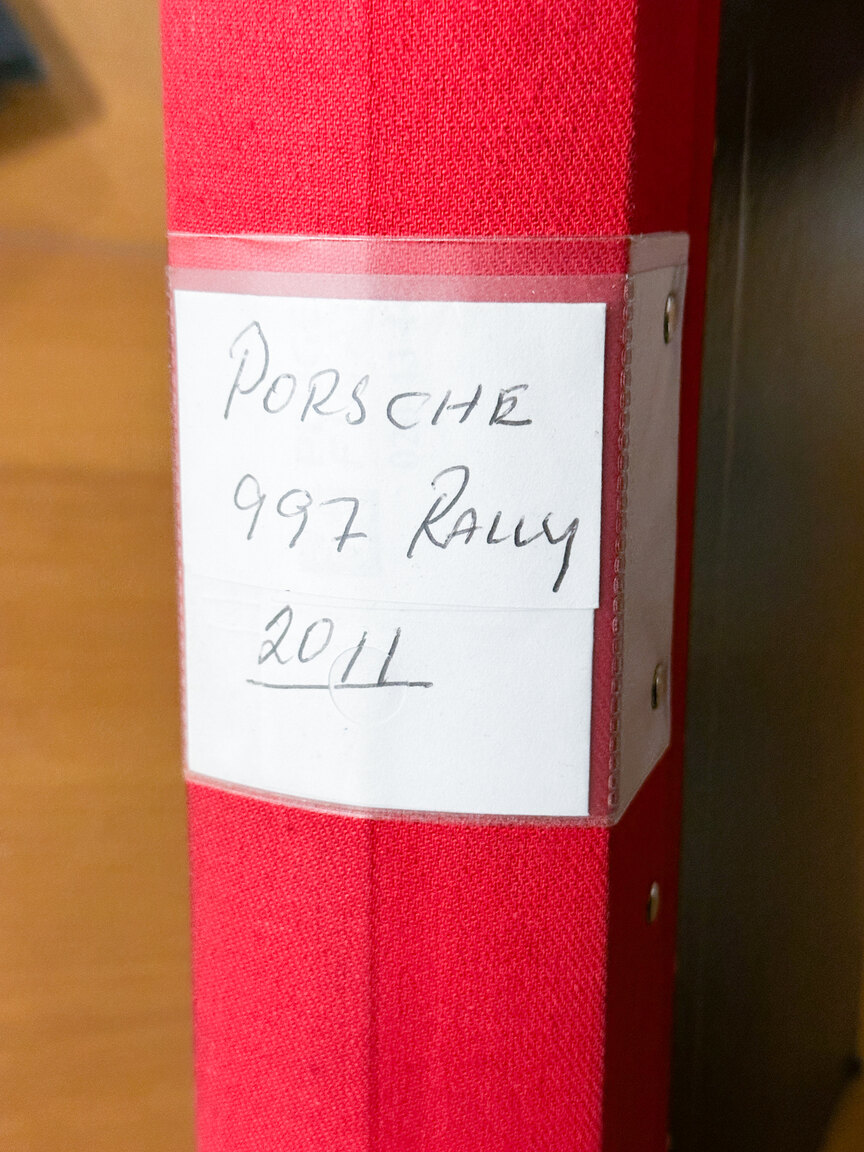 PORSCHE
997 RALLY
2011